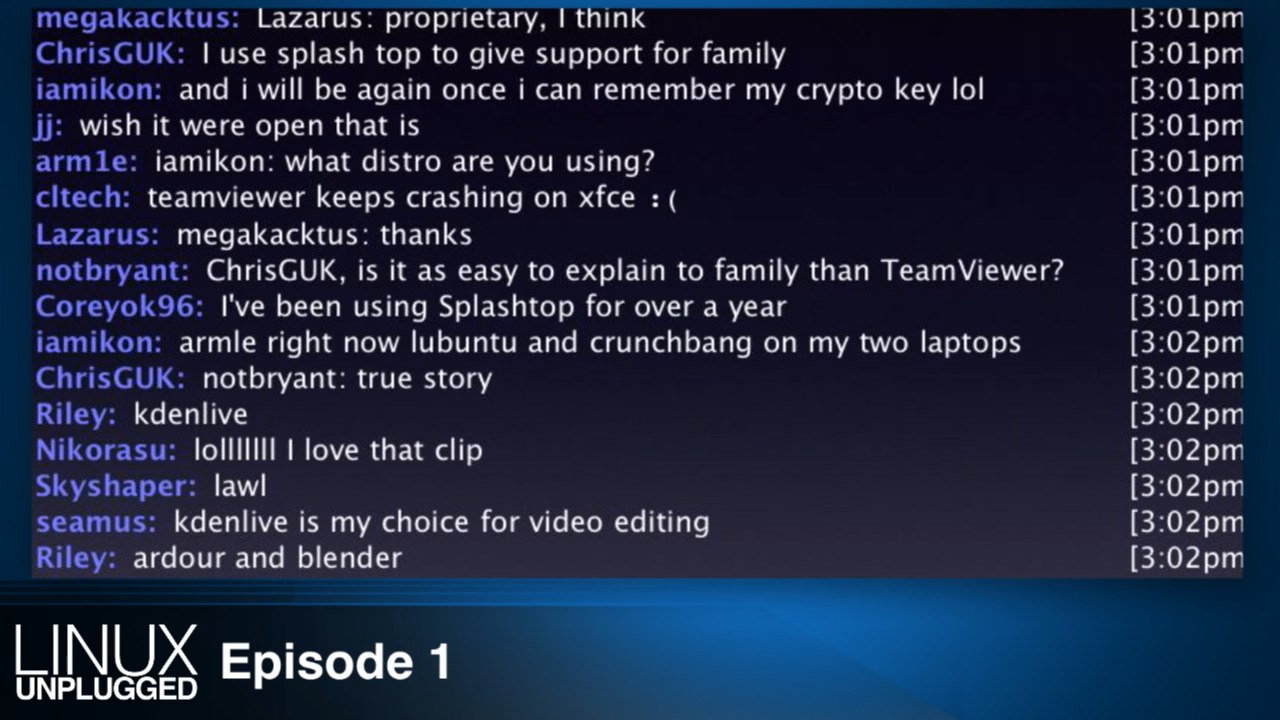 megakacktus: Lazarus: proprietary, I think [3:01pm
ChrisGUK: I use splash top to give support for family [3:01pm
iamikon: and i will be again once i can remember my crypto key lol [3:01pm
jj: wish it were open that is [3:01pm
arm1e: iamikon: what distro are you using? [3:01pm
cltech: teamviewer keeps crashing on xfce :( [3:01pm
Lazarus: megakacktus: thanks [3:01pm
notbryant: ChrisGUK, is it as easy to explain to family than TeamViewer? [3:01pm
Coreyok96: I've been using Splashtop for over a year [3:01pm
iamikon: armle right now lubuntu and crunchbang on my two laptops [3:02pm
ChrisGUK: notbryant: true story [3:02pm
Riley: kdenlive [3:02pm
Nikorasu: lolllllll I love that clip [3:02pm
Skyshaper: lawl [3:02pm
seamus: kdenlive is my choice for video editing [3:02pm
Riley: ardour and blender [3:02pm
LINUX
UNPLUGGED
Episode 1